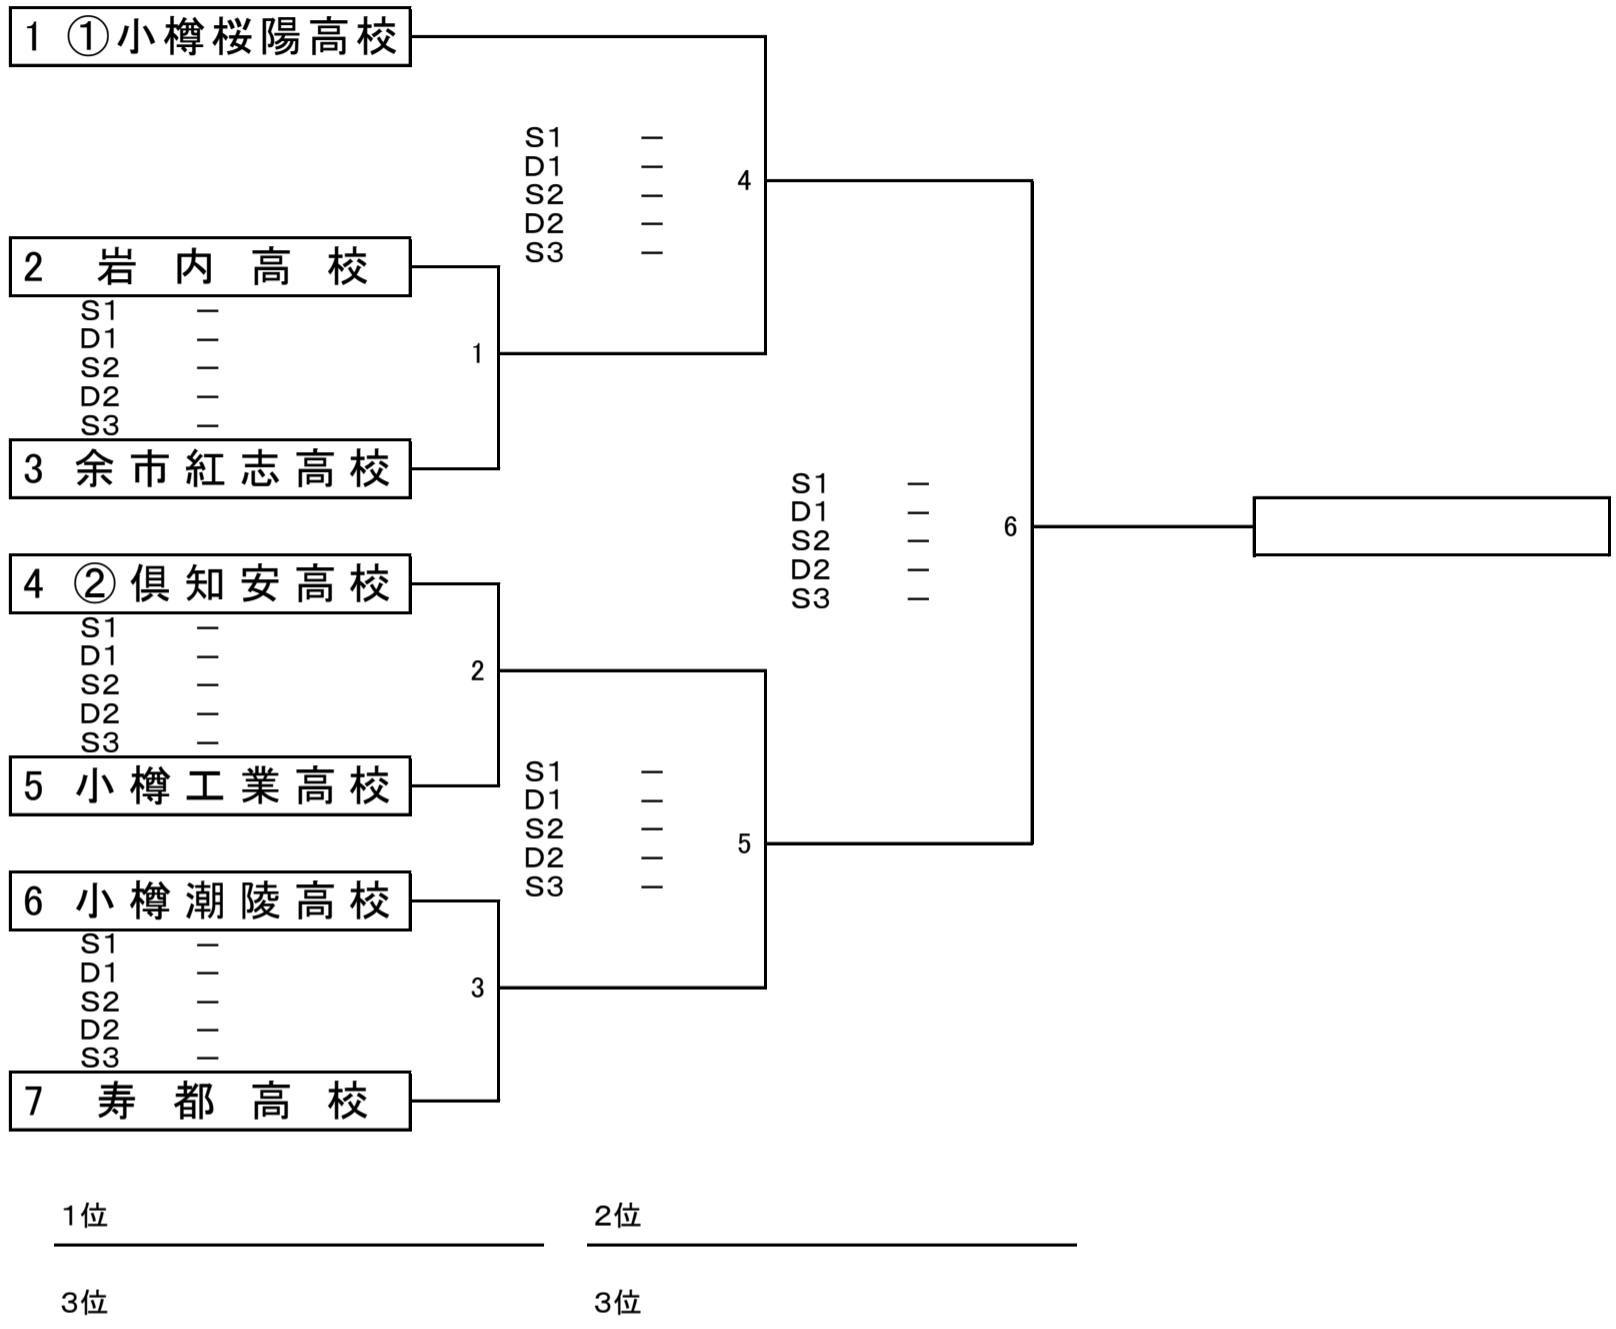 1 ①小樽桜陽高校
S1 －
D1 －
S2 －
D2 －
S3 －
4
2 岩内高校
S1 －
D1 －
S2 －
D2 －
S3 －
1
3 余市紅志高校
S1 －
D1 －
S2 －
D2 －
S3 －
6
4 ②倶知安高校
S1 －
D1 －
S2 －
D2 －
S3 －
2
5 小樽工業高校
S1 －
D1 －
S2 －
D2 －
S3 －
5
6 小樽潮陵高校
S1 －
D1 －
S2 －
D2 －
S3 －
3
7 寿都高校
1位
2位
3位
3位